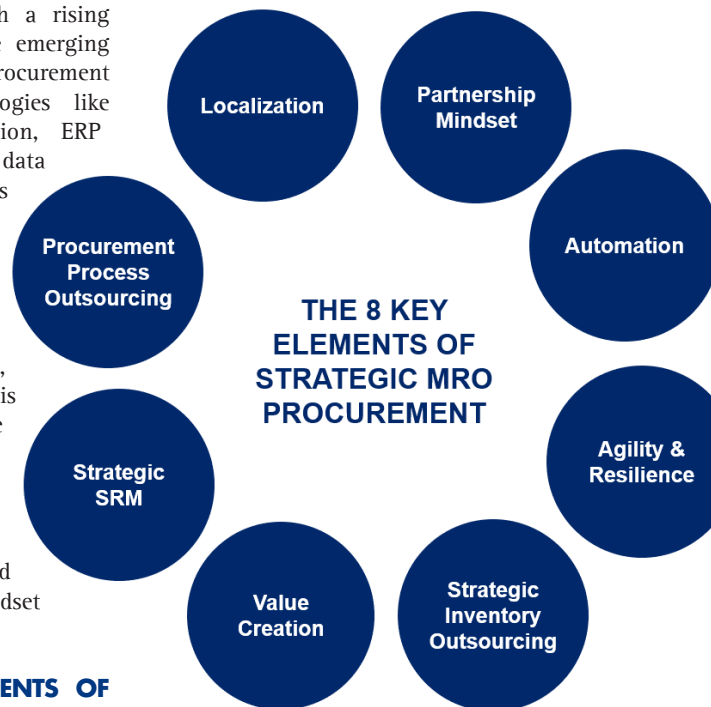 h a rising
emerging
rocurement
ogies like
ion, ERP
data
s
,
is
e
d
dset
ENTS OF
Localization
Partnership
Mindset
Automation
Agility &
Resilience
Strategic
Inventory
Outsourcing
Value
Creation
Strategic
SRM
Procurement
Process
Outsourcing
THE 8 KEY
ELEMENTS OF
STRATEGIC MRO
PROCUREMENT